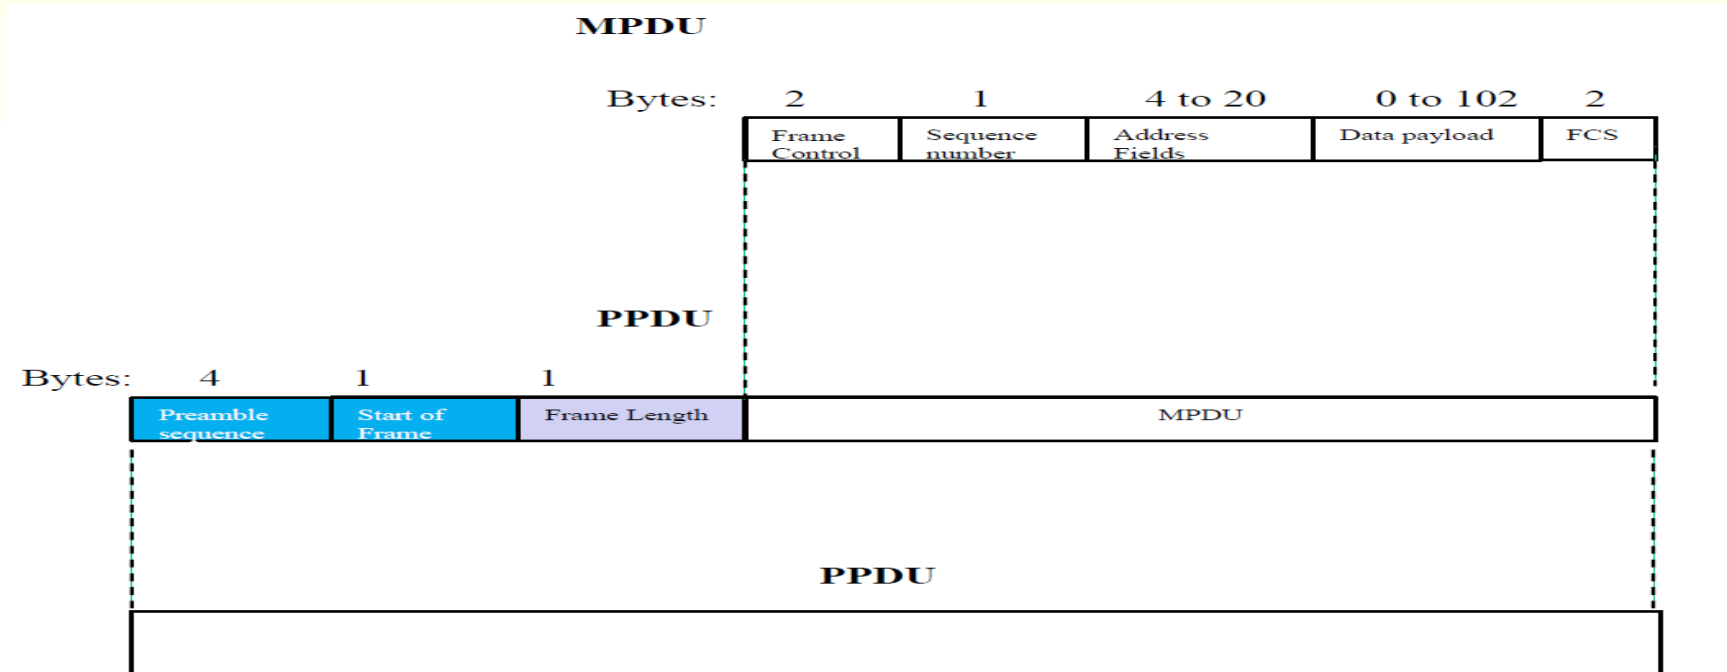 MPDU
Bytes: 2 1 4 to 20 0 to 102 2
Frame Control
Sequence number
Address Fields
Data payload
FCS
PPDU
Bytes: 4 1 1
Preamble sequence
Start of Frame
Frame Length
MPDU
PPDU